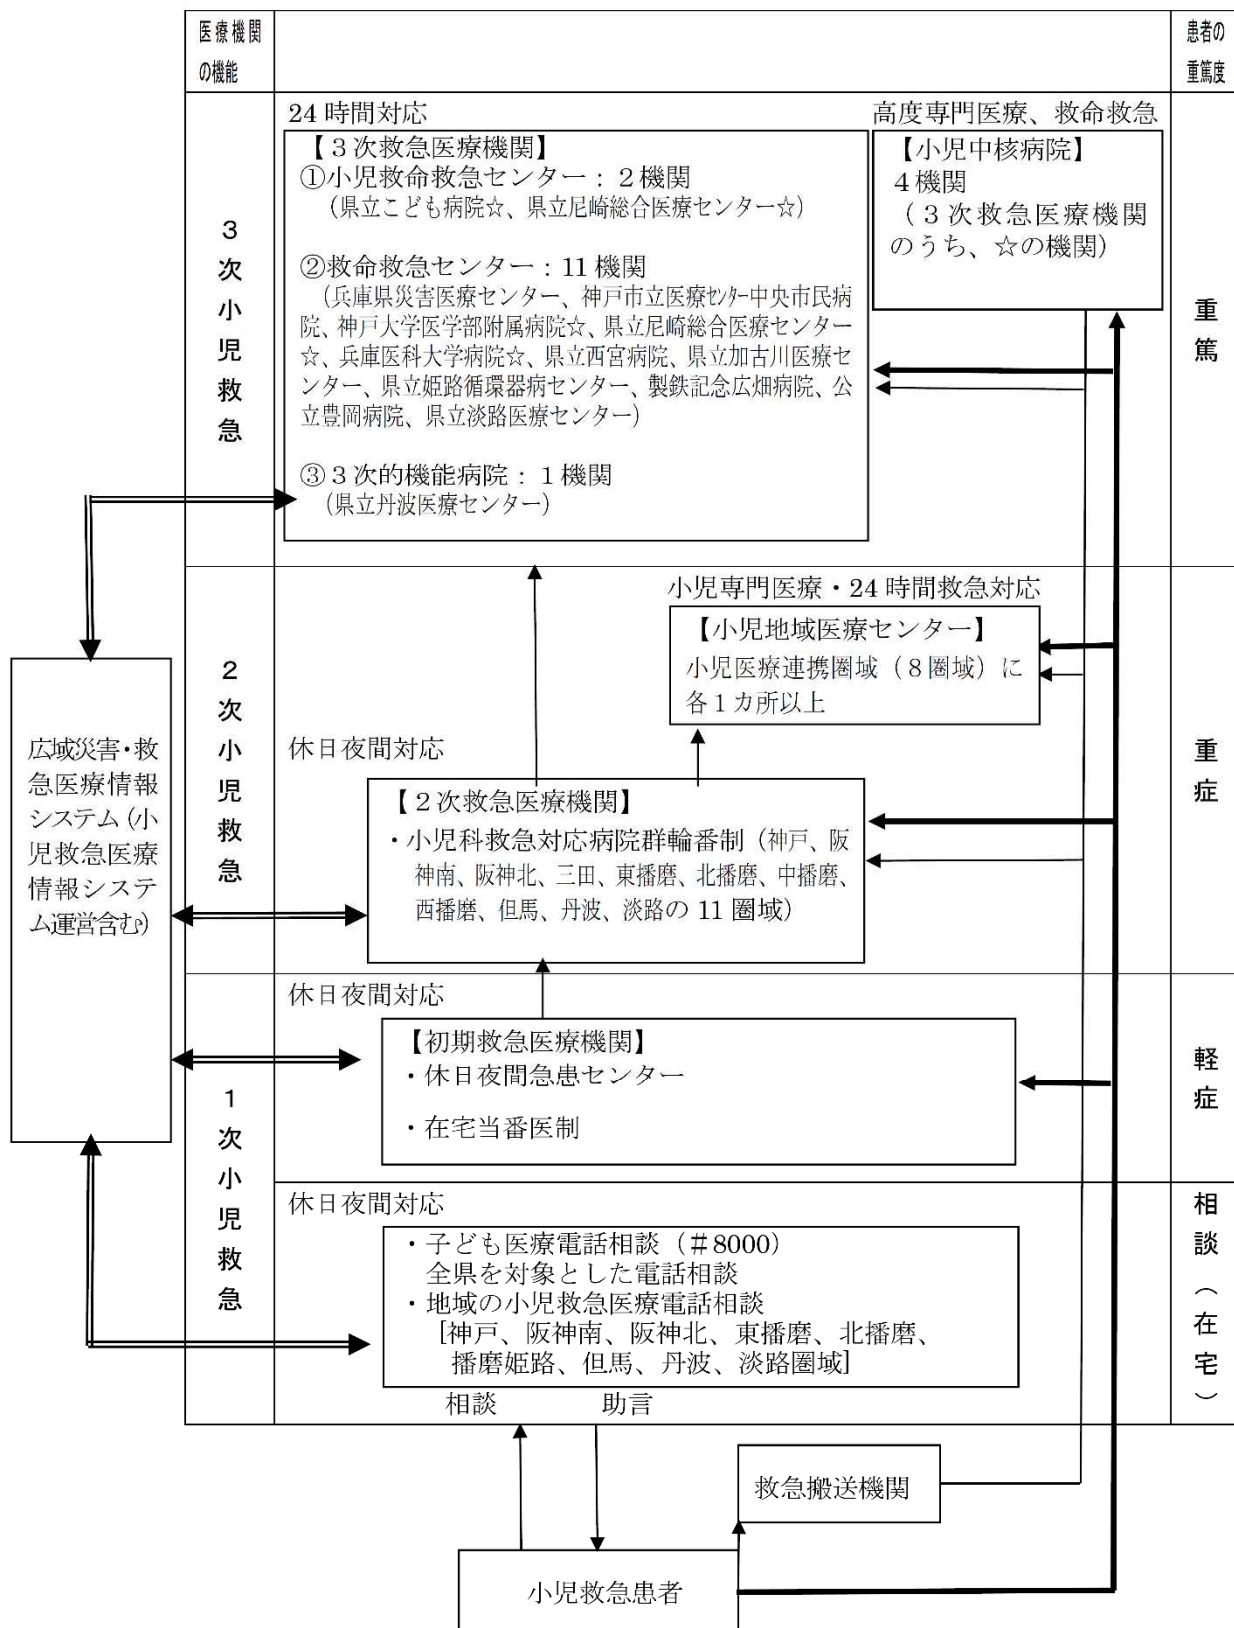 医療機関
の機能
患者の
重篤度
3次小児救急
24 時間対応
【３次救急医療機関】
①小児救命救急センター：２機関
（県立こども病院☆、県立尼崎総合医療センター☆）
②救命救急センター：11 機関
（兵庫県災害医療センター、神戸市立医療センター中央市民病
院、神戸大学医学部附属病院☆、県立尼崎総合医療センター
☆、兵庫医科大学病院☆、県立西宮病院、県立加古川医療セ
ンター、県立姫路循環器病センター、製鉄記念広畑病院、公
立豊岡病院、県立淡路医療センター）
③３次的機能病院：１機関
（県立丹波医療センター）
高度専門医療、救命救急
【小児中核病院】
４機関
（３次救急医療機関
のうち、☆の機関）
重篤
2次小児救急
小児専門医療・24 時間救急対応
【小児地域医療センター】
小児医療連携圏域（８圏域）に
各１カ所以上
休日夜間対応
【２次救急医療機関】
・小児科救急対応病院群輪番制（神戸、阪
神南、阪神北、三田、東播磨、北播磨、中播磨、
西播磨、但馬、丹波、淡路の 11 圏域）
重症
広域災害・救
急医療情報
システム（小
児救急医療
情報システ
ム運営含む）
1次小児救急
休日夜間対応
【初期救急医療機関】
・休日夜間急患センター
・在宅当番医制
軽症
休日夜間対応
・子ども医療電話相談（＃8000）
全県を対象とした電話相談
・地域の小児救急医療電話相談
［神戸、阪神南、阪神北、東播磨、北播磨、
播磨姫路、但馬、丹波、淡路圏域］
相談（在宅）
相談
助言
救急搬送機関
小児救急患者